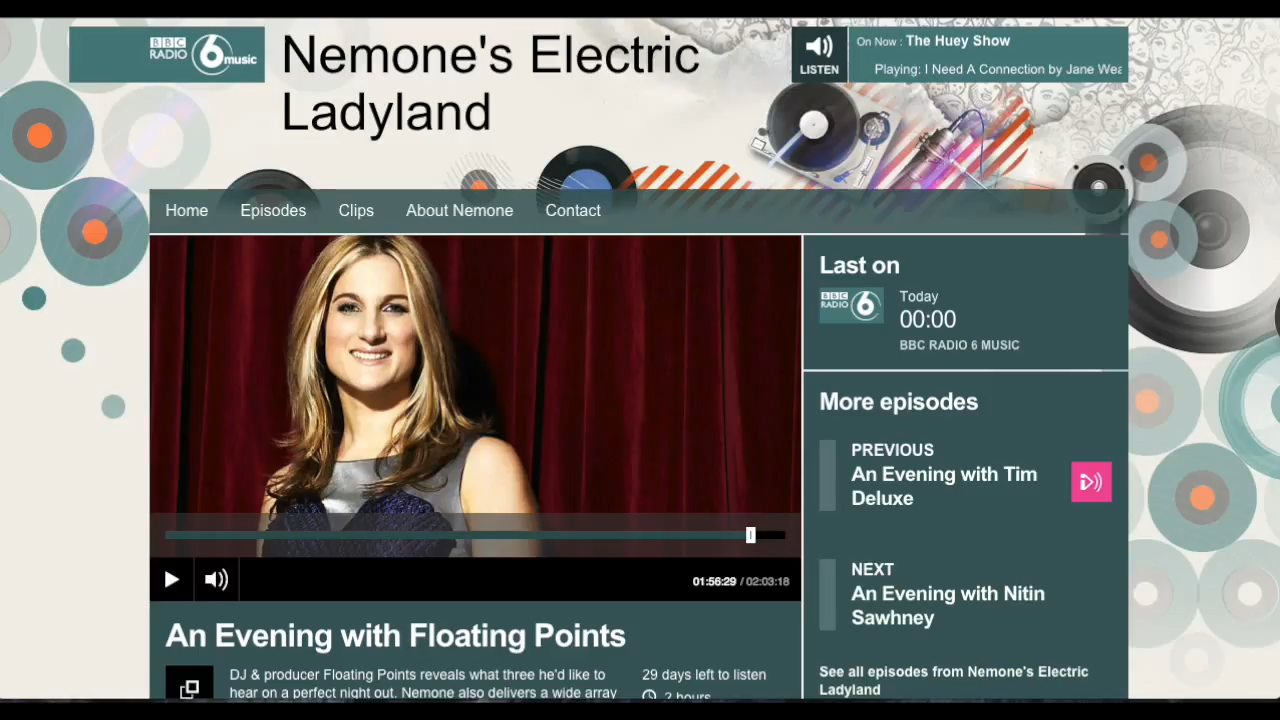 BBC
RADIO 6 music
Nemone's Electric
Ladyland
LISTEN
On Now : The Huey Show
Playing: I Need A Connection by Jane Wea
Home Episodes Clips About Nemone Contact
Last on
BBC
RADIO 6
Today
00:00
BBC RADIO 6 MUSIC
More episodes
PREVIOUS
An Evening with Tim
Deluxe
NEXT
An Evening with Nitin
Sawhney
See all episodes from Nemone's Electric
Ladyland
01:56:29 / 02:03:18
An Evening with Floating Points
DJ & producer Floating Points reveals what three he'd like to
hear on a perfect night out. Nemone also delivers a wide array
29 days left to listen
2 hours